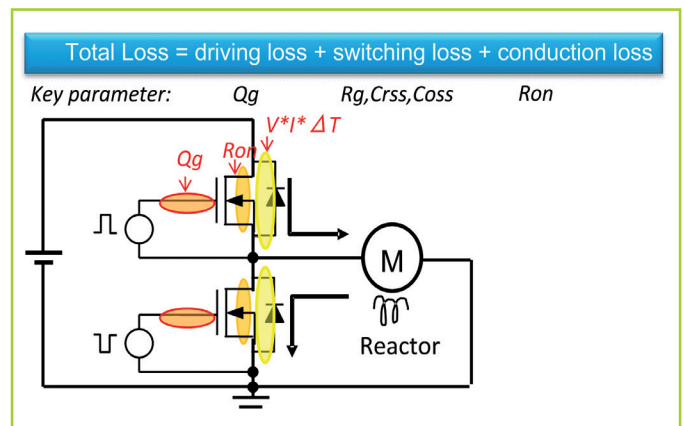 Total Loss = driving loss + switching loss + conduction loss
Key parameter: Qg Rg,Crss,Coss Ron
V*I* ΔT
Qg Ron
M
Reactor